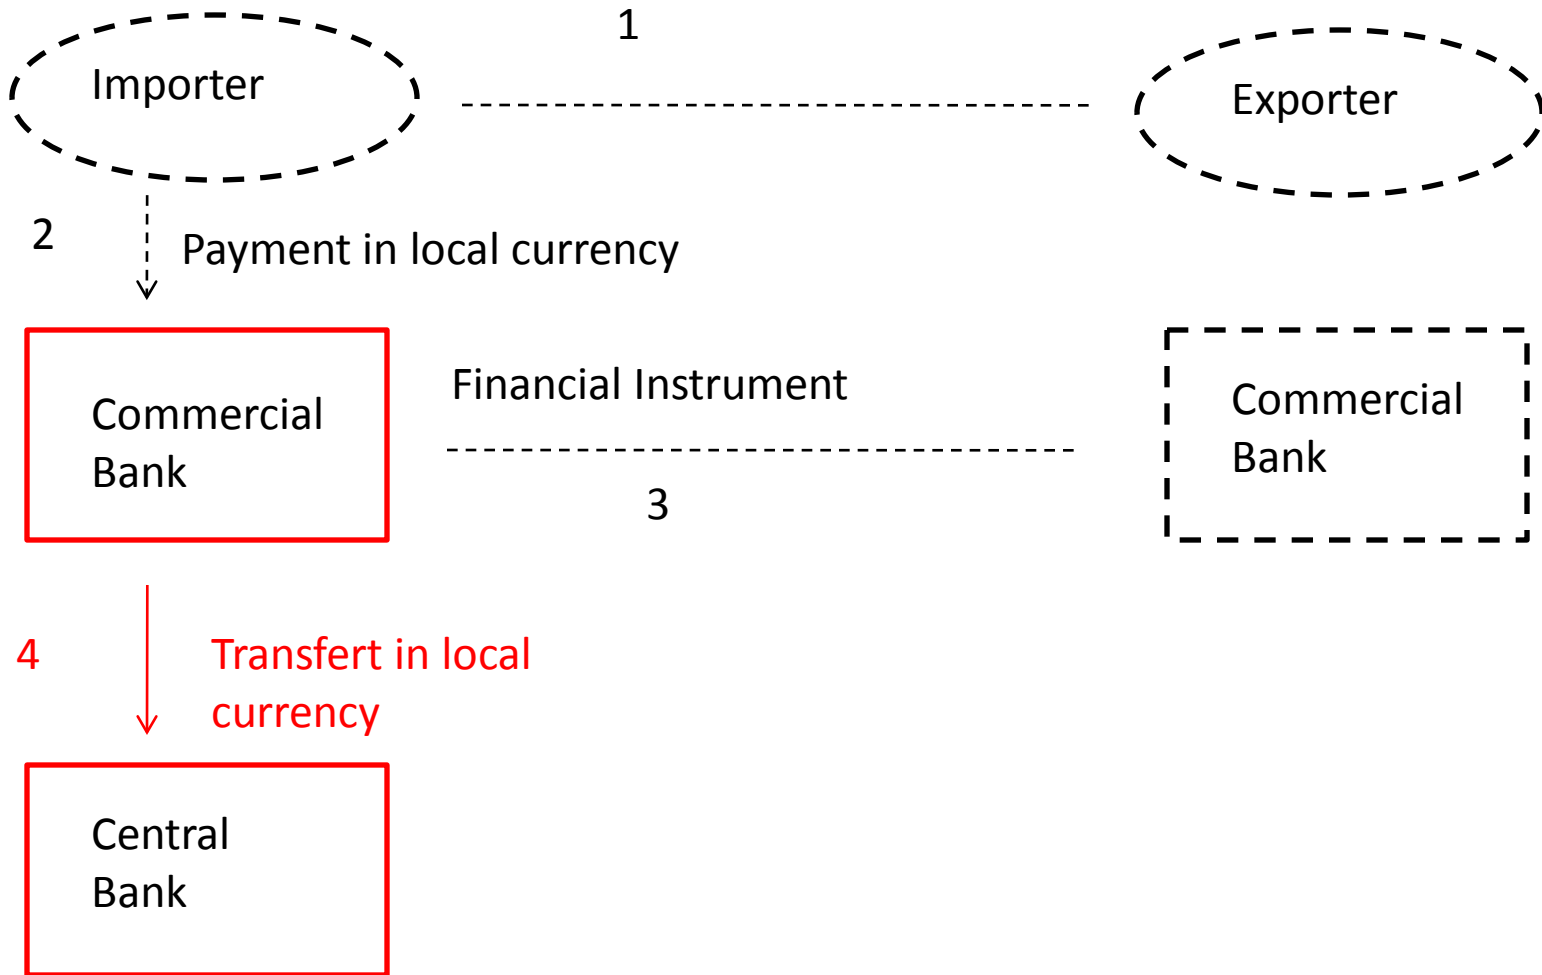 1
Importer
Exporter
2
Payment in local currency
Financial Instrument
Commercial
Bank
Commercial
Bank
3
4
Transfert in local
currency
Central
Bank